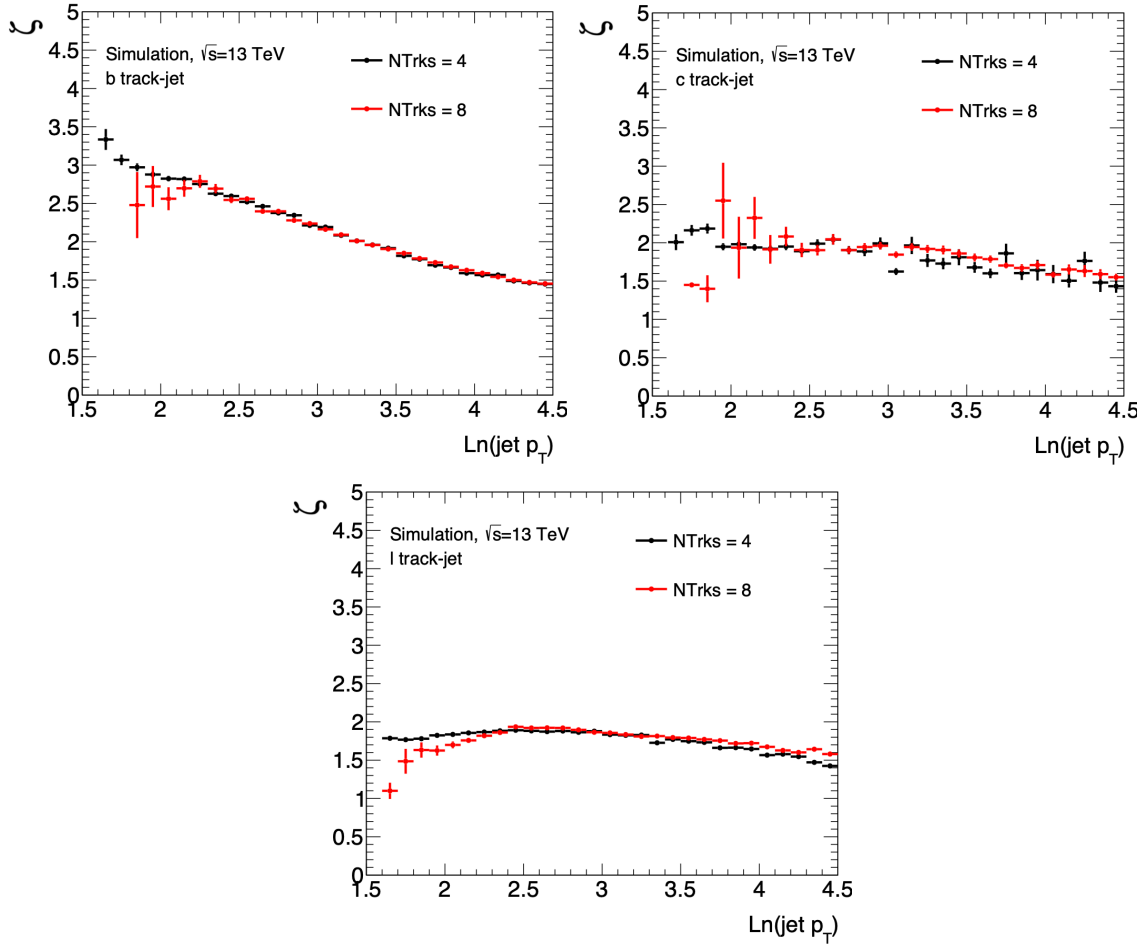 ζ
5
4.5
4
3.5
3
2.5
2
1.5
1
0.5
0
Simulation, √s=13 TeV
b track-jet
NTrks = 4
NTrks = 8
1.5 2 2.5 3 3.5 4 4.5
Ln(jet p_T)
ζ
5
4.5
4
3.5
3
2.5
2
1.5
1
0.5
0
Simulation, √s=13 TeV
c track-jet
NTrks = 4
NTrks = 8
1.5 2 2.5 3 3.5 4 4.5
Ln(jet p_T)
ζ
5
4.5
4
3.5
3
2.5
2
1.5
1
0.5
0
Simulation, √s=13 TeV
l track-jet
NTrks = 4
NTrks = 8
1.5 2 2.5 3 3.5 4 4.5
Ln(jet p_T)